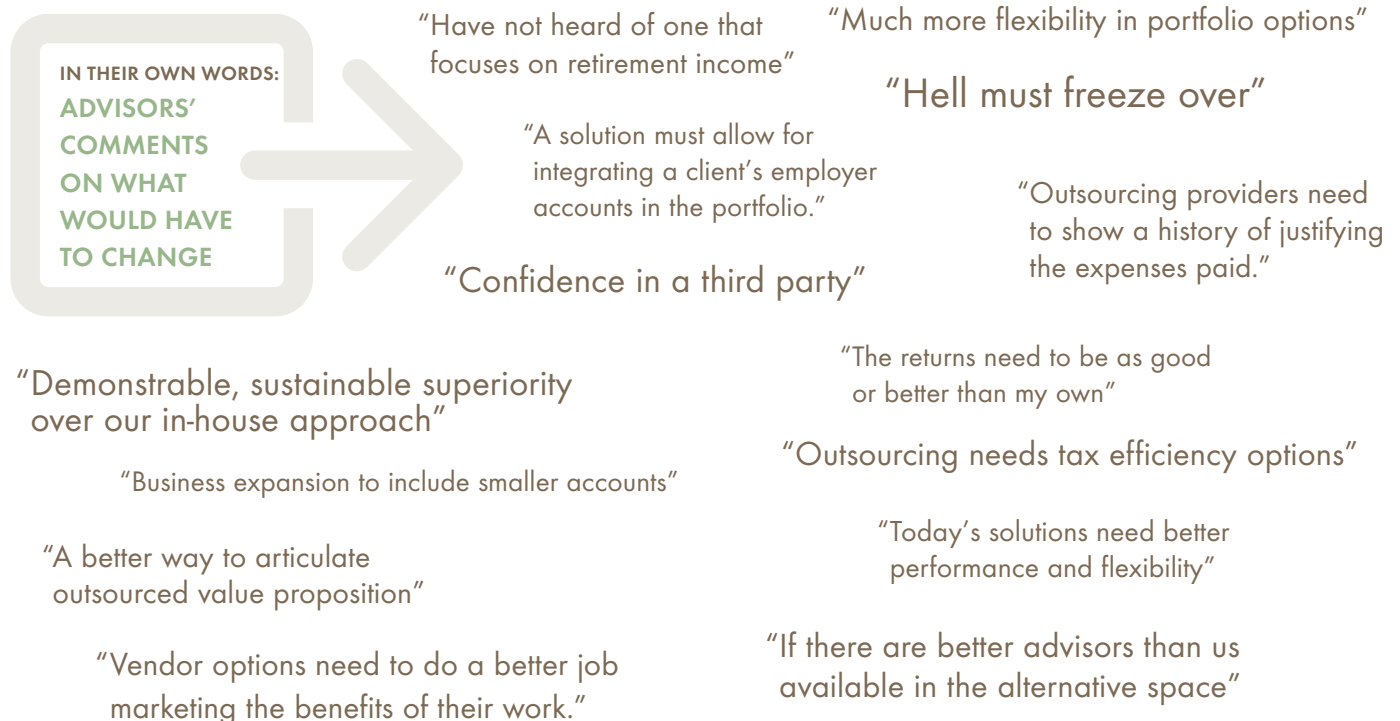 IN THEIR OWN WORDS:
ADVISORS’
COMMENTS
ON WHAT
WOULD HAVE
TO CHANGE
“Have not heard of one that
focuses on retirement income”
“Much more flexibility in portfolio options”
“Hell must freeze over”
“A solution must allow for
integrating a client’s employer
accounts in the portfolio.”
“Outsourcing providers need
to show a history of justifying
the expenses paid.”
“Confidence in a third party”
“The returns need to be as good
or better than my own”
“Demonstrable, sustainable superiority
over our in-house approach”
“Outsourcing needs tax efficiency options”
“Business expansion to include smaller accounts”
“Today’s solutions need better
performance and flexibility”
“A better way to articulate
outsourced value proposition”
“If there are better advisors than us
available in the alternative space”
“Vendor options need to do a better job
marketing the benefits of their work.”